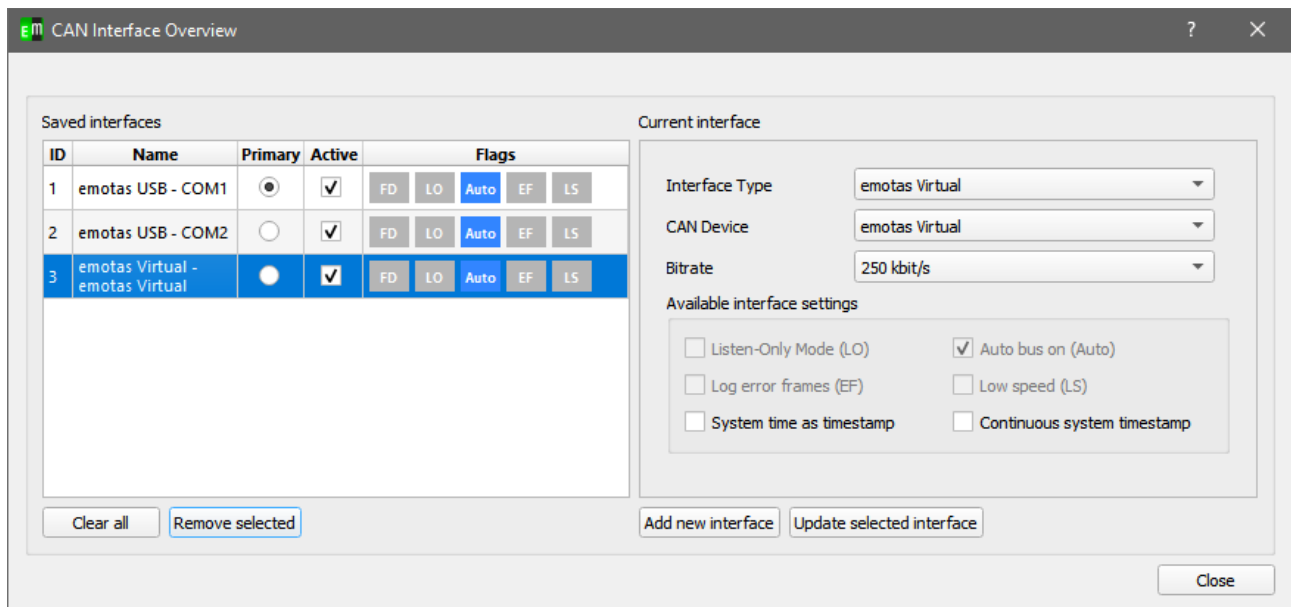 Em CAN Interface Overview ? ×
Saved interfaces
ID Name Primary Active Flags
1 emotas USB - COM1 FD LO Auto EF LS
2 emotas USB - COM2 FD LO Auto EF LS
3 emotas Virtual -
emotas Virtual FD LO Auto EF LS
Clear all Remove selected
Current interface
Interface Type emotas Virtual
CAN Device emotas Virtual
Bitrate 250 kbit/s
Available interface settings
Listen-Only Mode (LO) Auto bus on (Auto)
Log error frames (EF) Low speed (LS)
System time as timestamp Continuous system timestamp
Add new interface Update selected interface
Close